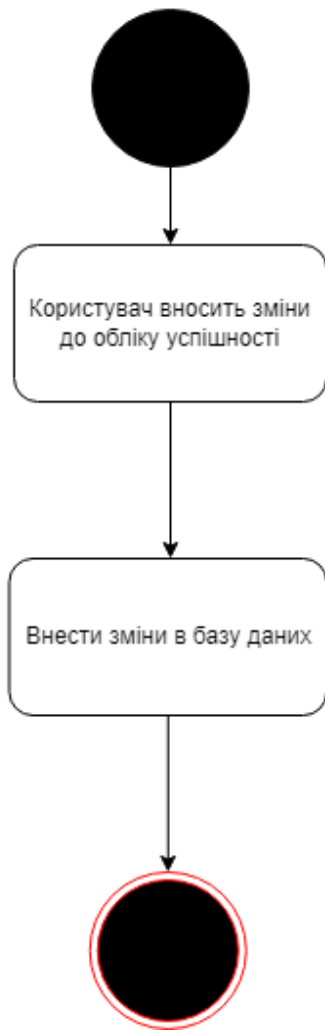 Користувач вносить зміни
до обліку успішності
Внести зміни в базу даних